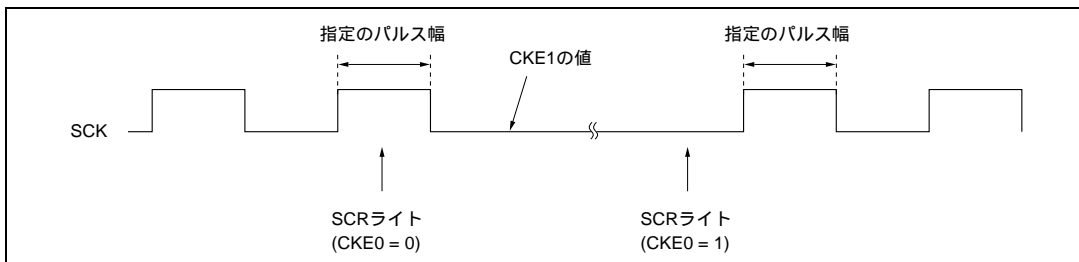 指定のパルス幅
指定のパルス幅
CKE1の値
SCK
SCRライト
(CKE0 = 0)
SCRライト
(CKE0 = 1)